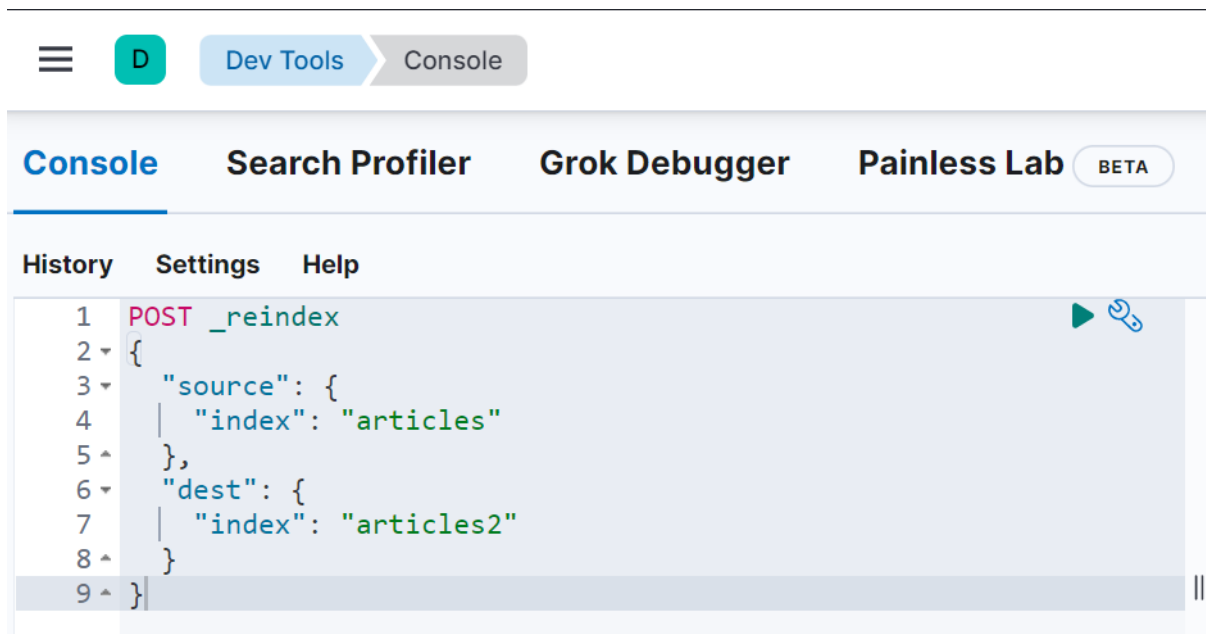 D Dev Tools Console
Console Search Profiler Grok Debugger Painless Lab BETA
History Settings Help
1 POST _reindex
2 {
3 "source": {
4 "index": "articles"
5 },
6 "dest": {
7 "index": "articles2"
8 }
9 }